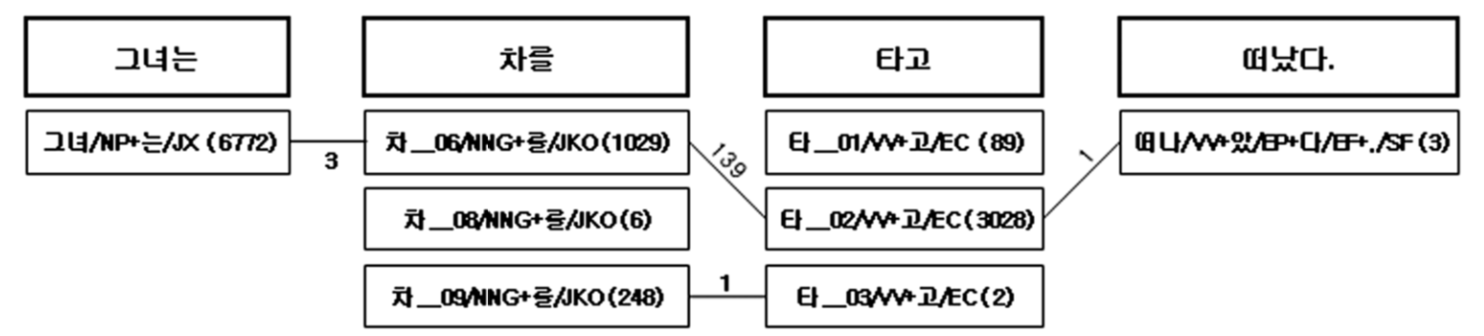 그녀는 차를 타고 떠났다.
그녀/NP+는/JX (6772) 3 차__06/NNG+를/JKO(1029) 139 타__01/VV+고/EC (89) 1 떠나/VV+았/EP+다/EF+./SF (3)
차__08/NNG+를/JKO(6) 타__02/VV+고/EC(3028)
차__09/NNG+를/JKO(248) 1 타__03/VV+고/EC(2)